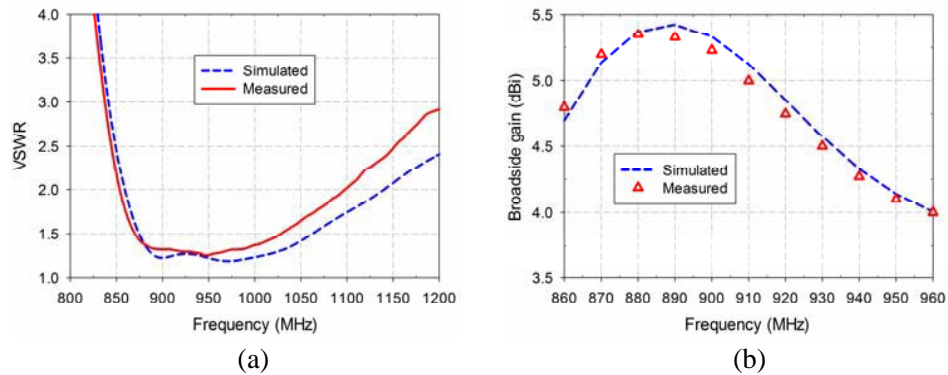 4.0
3.5
3.0
2.5
2.0
1.5
1.0
VSWR
Simulated
Measured
800 850 900 950 1000 1050 1100 1150 1200
Frequency (MHz)
(a)
5.5
5.0
4.5
4.0
3.5
Broadside gain (dBi)
Simulated
Measured
860 870 880 890 900 910 920 930 940 950 960
Frequency (MHz)
(b)